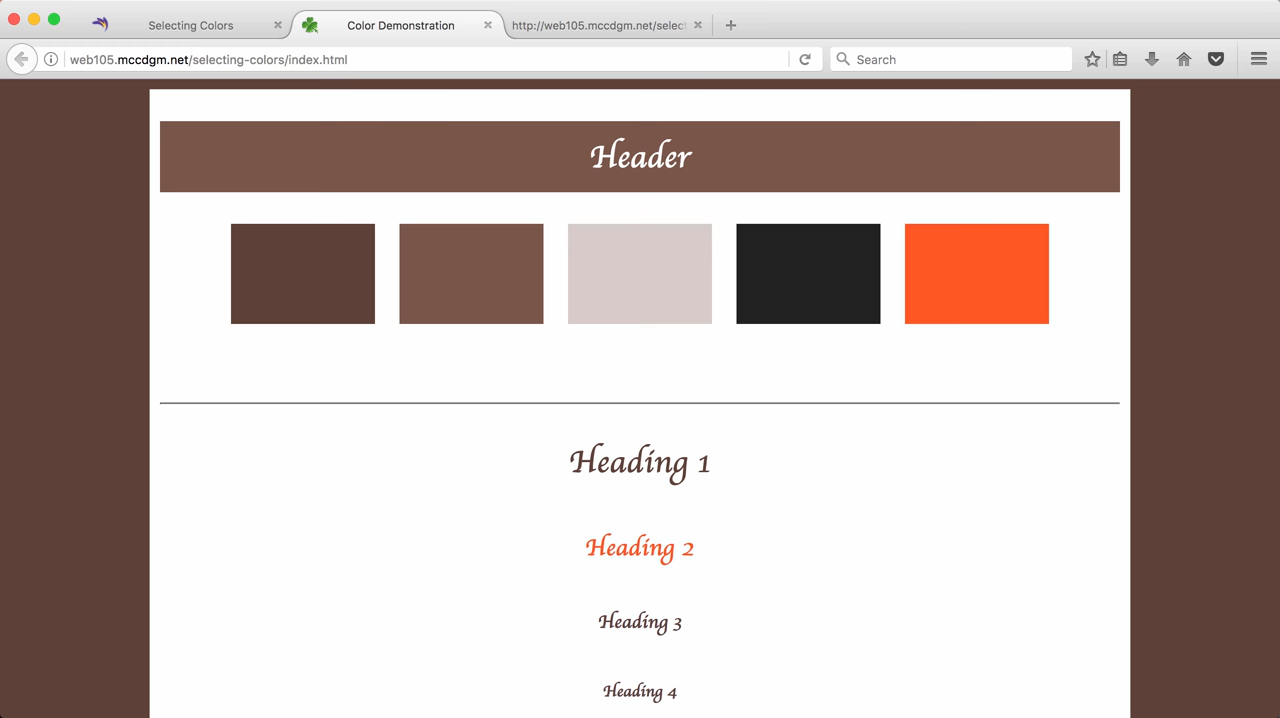 Selecting Colors
Color Demonstration
http://web105.mccdgm.net/selec
web105.mccdgm.net/selecting-colors/index.html
Search
Header
Heading 1
Heading 2
Heading 3
Heading 4